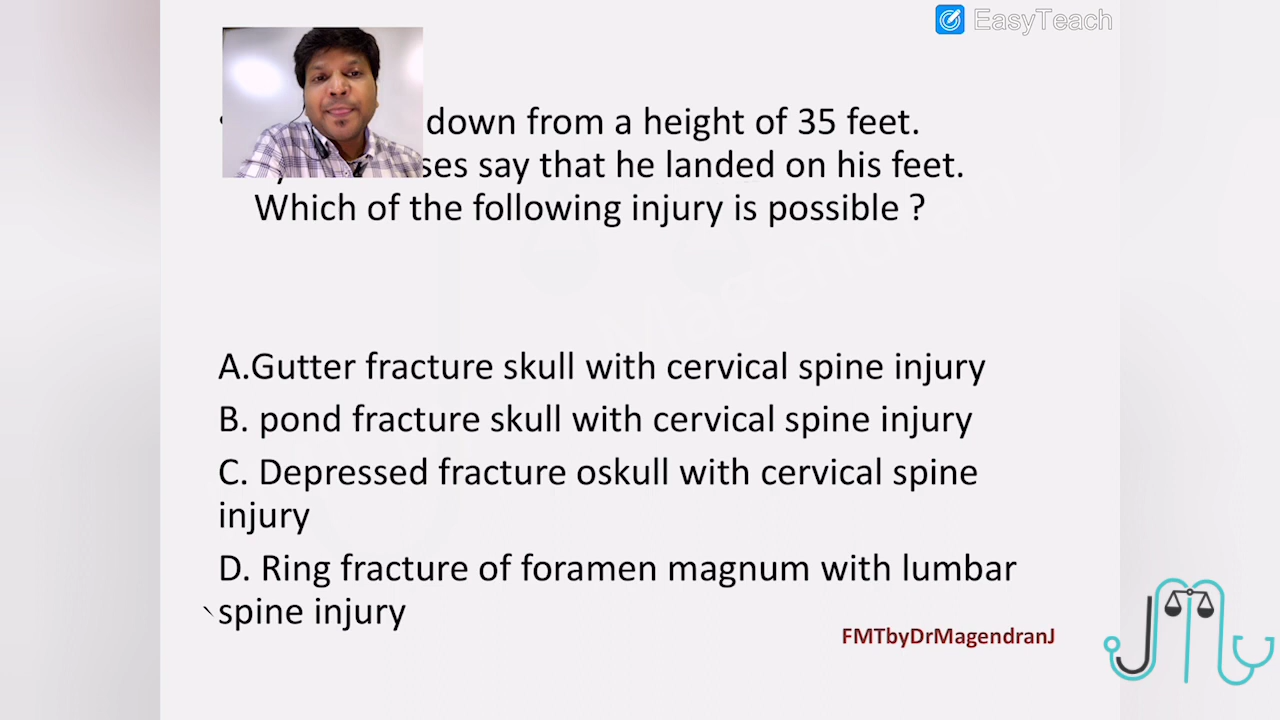 EasyTeach
down from a height of 35 feet.
say that he landed on his feet.
Which of the following injury is possible ?
A.Gutter fracture skull with cervical spine injury
B. pond fracture skull with cervical spine injury
C. Depressed fracture oskull with cervical spine
injury
D. Ring fracture of foramen magnum with lumbar
spine injury
FMTbyDrMagendranJ